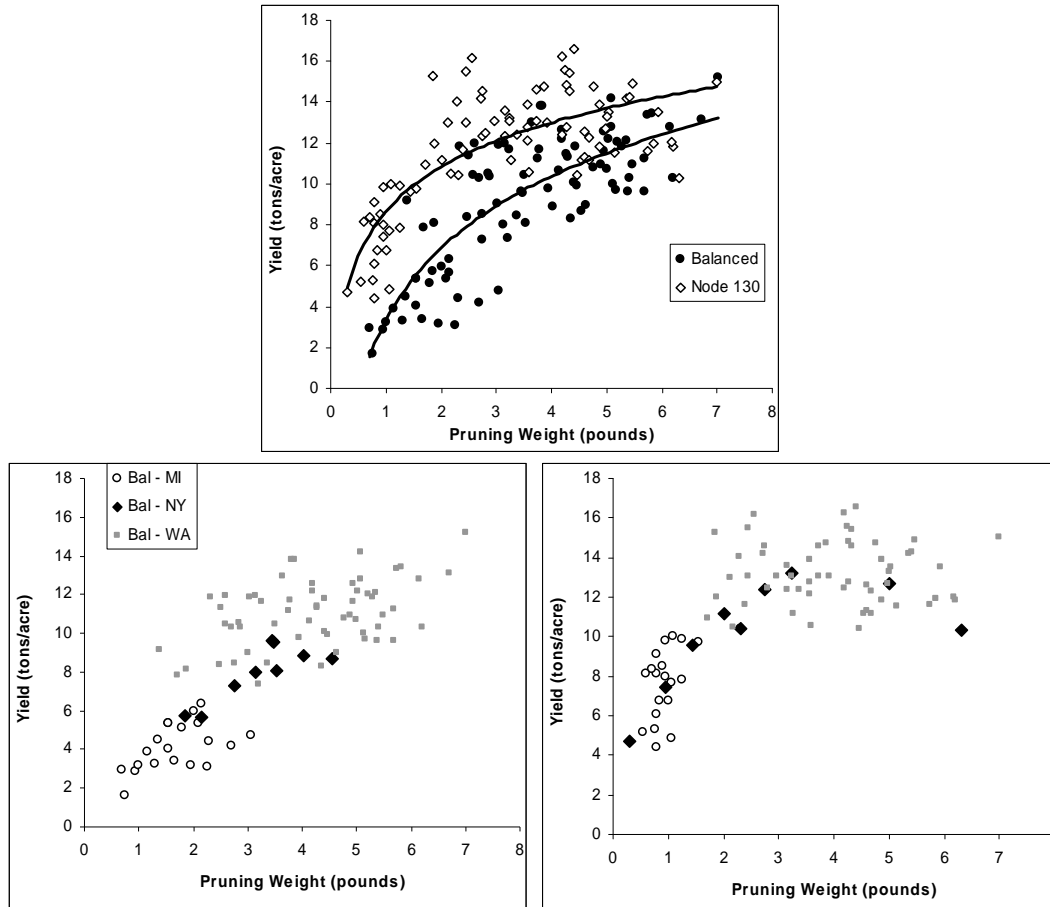 18
16
14
12
10
8
6
4
2
0
Yield (tons/acre)
Balanced
Node 130
0 1 2 3 4 5 6 7 8
Pruning Weight (pounds)
18
16
14
12
10
8
6
4
2
0
Yield (tons/acre)
Bal - MI
Bal - NY
Bal - WA
0 1 2 3 4 5 6 7 8
Pruning Weight (pounds)
18
16
14
12
10
8
6
4
2
0
Yield (tons/acre)
0 1 2 3 4 5 6 7
Pruning Weight (pounds)